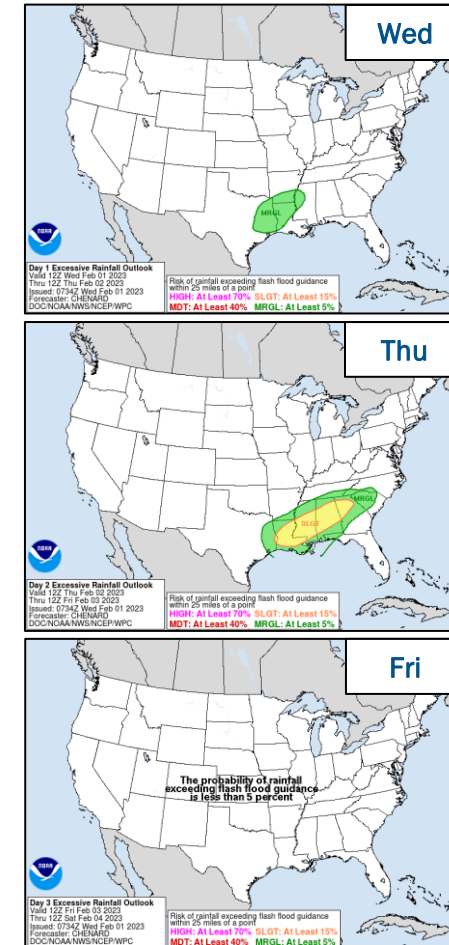 Wed
MRGL
NOAA
Day 1 Excessive Rainfall Outlook
Valid 12Z Wed Feb 01 2023
Thru 12Z Thu Feb 02 2023
Issued: 0734Z Wed Feb 01 2023
Forecaster: CHENARD
DOC/NOAA/NWS/NCEP/WPC
Risk of rainfall exceeding flash flood guidance
within 25 miles of a point
HIGH: At Least 70% SLGT: At Least 15%
MDT: At Least 40% MRGL: At Least 5%
Thu
MRGL
SLGT
NOAA
Day 2 Excessive Rainfall Outlook
Valid 12Z Thu Feb 02 2023
Thru 12Z Fri Feb 03 2023
Issued: 0734Z Wed Feb 01 2023
Forecaster: CHENARD
DOC/NOAA/NWS/NCEP/WPC
Risk of rainfall exceeding flash flood guidance
within 25 miles of a point
HIGH: At Least 70% SLGT: At Least 15%
MDT: At Least 40% MRGL: At Least 5%
Fri
The probability of rainfall
exceeding flash flood guidance
is less than 5 percent
NOAA
Day 3 Excessive Rainfall Outlook
Valid 12Z Fri Feb 03 2023
Thru 12Z Sat Feb 04 2023
Issued: 0734Z Wed Feb 01 2023
Forecaster: CHENARD
DOC/NOAA/NWS/NCEP/WPC
Risk of rainfall exceeding flash flood guidance
within 25 miles of a point
HIGH: At Least 70% SLGT: At Least 15%
MDT: At Least 40% MRGL: At Least 5%